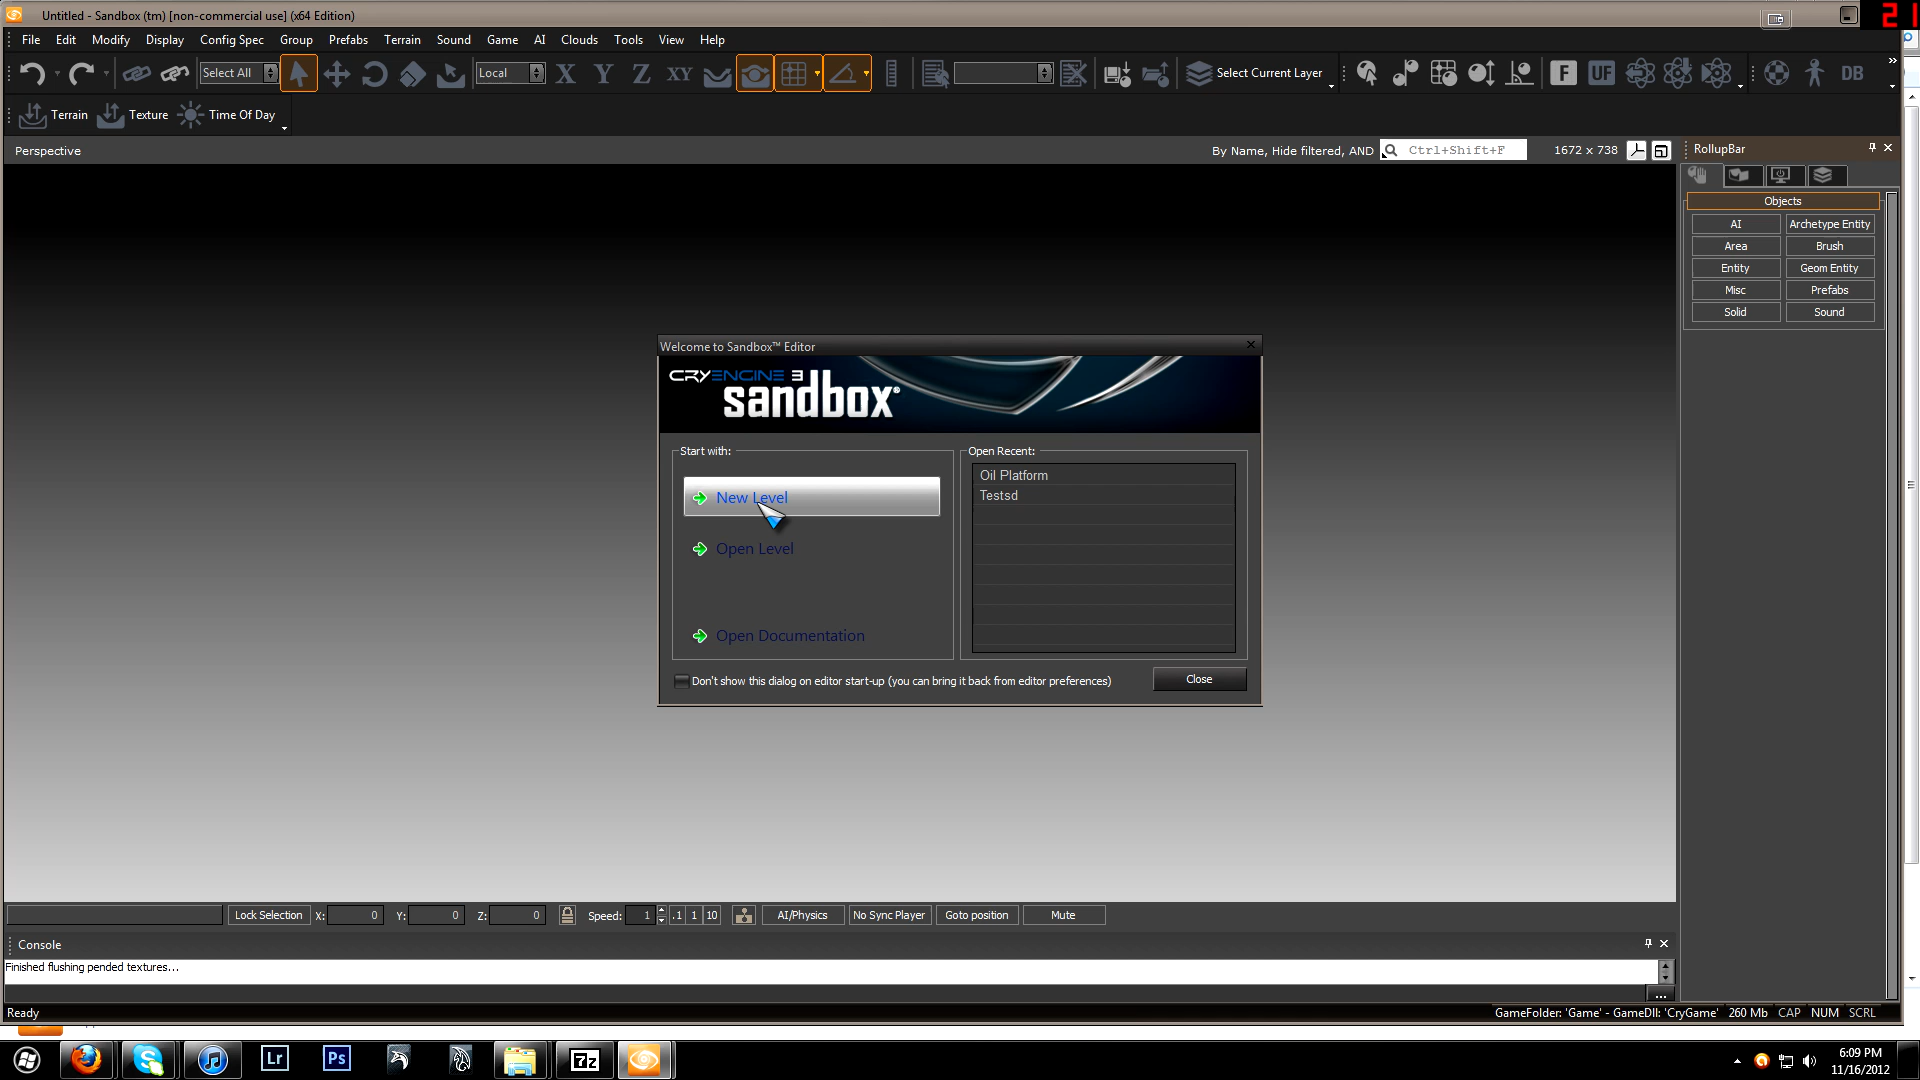 Untitled - Sandbox (tm) [non-commercial use] (x64 Edition)
21
File Edit Modify Display Config Spec Group Prefabs Terrain Sound Game AI Clouds Tools View Help
Select All Local X Y Z XY Select Current Layer F UF DB
Terrain Texture Time Of Day
Perspective By Name, Hide filtered, AND Ctrl+Shift+F 1672 x 738
RollupBar
Objects
AI Archetype Entity
Area Brush
Entity Geom Entity
Misc Prefabs
Solid Sound
Welcome to Sandbox™ Editor
CRYENGINE 3
sandbox®
Start with:
New Level
Open Level
Open Documentation
Open Recent:
Oil Platform
Testsd
Don't show this dialog on editor start-up (you can bring it back from editor preferences)
Close
Lock Selection X: 0 Y: 0 Z: 0 Speed: 1 .1 1 10 AI/Physics No Sync Player Goto position Mute
Console
Finished flushing pended textures...
...
Ready GameFolder: 'Game' - GameDll: 'CryGame' 260 Mb CAP NUM SCRL
Lr Ps 7z
6:09 PM
11/16/2012